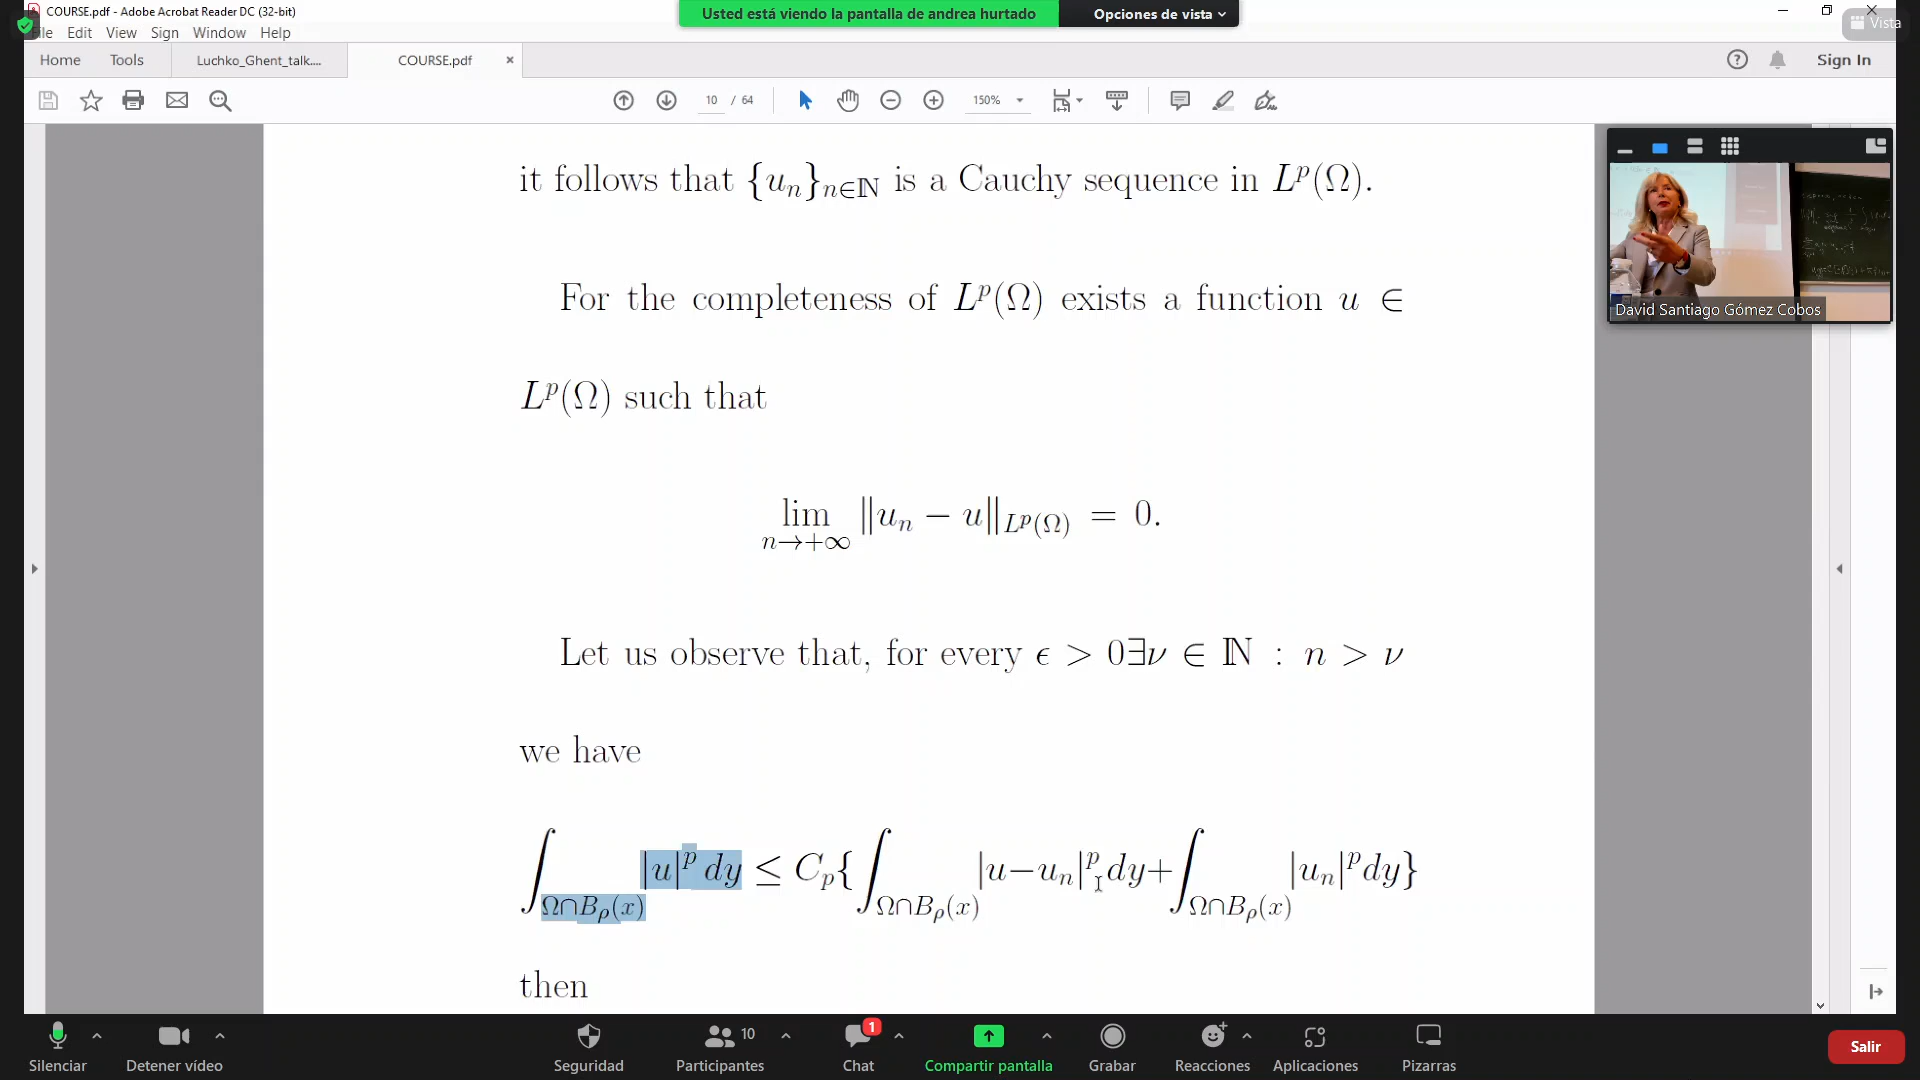 COURSE.pdf - Adobe Acrobat Reader DC (32-bit)
Usted está viendo la pantalla de andrea hurtado
Opciones de vista
Vista
File Edit View Sign Window Help
Home Tools Luchko_Ghent_talk.... COURSE.pdf × Sign In
10 / 64 150%
it follows that {u_n}_{n∈ℕ} is a Cauchy sequence in L^p(Ω).
For the completeness of L^p(Ω) exists a function u ∈
L^p(Ω) such that
lim_{n→+∞} ‖u_n − u‖_{L^p(Ω)} = 0.
Let us observe that, for every ϵ > 0∃ν ∈ ℕ : n > ν
we have
∫_{Ω∩B_ρ(x)} |u|^p dy ≤ C_p{∫_{Ω∩B_ρ(x)} |u−u_n|^p dy+∫_{Ω∩B_ρ(x)} |u_n|^p dy}
then
David Santiago Gómez Cobos
Silenciar Detener vídeo Seguridad Participantes 10 Chat 1 Compartir pantalla Grabar Reacciones Aplicaciones Pizarras Salir